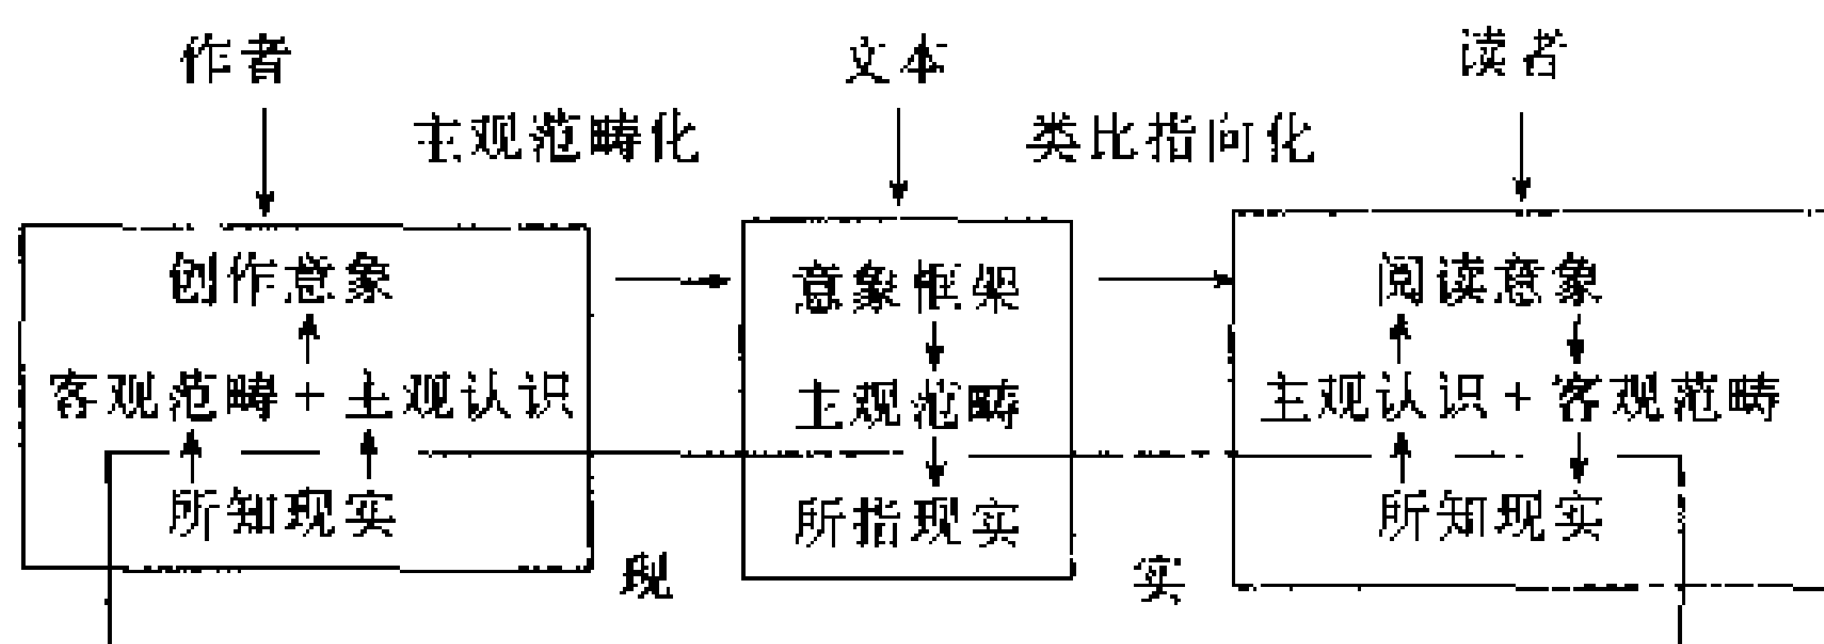 作者 文本 读者
主观范畴化 类比指向化
创作意象 意象框架 阅读意象
客观范畴 + 主观认识 主观范畴 主观认识 + 客观范畴
所知现实 所指现实 所知现实
现 实